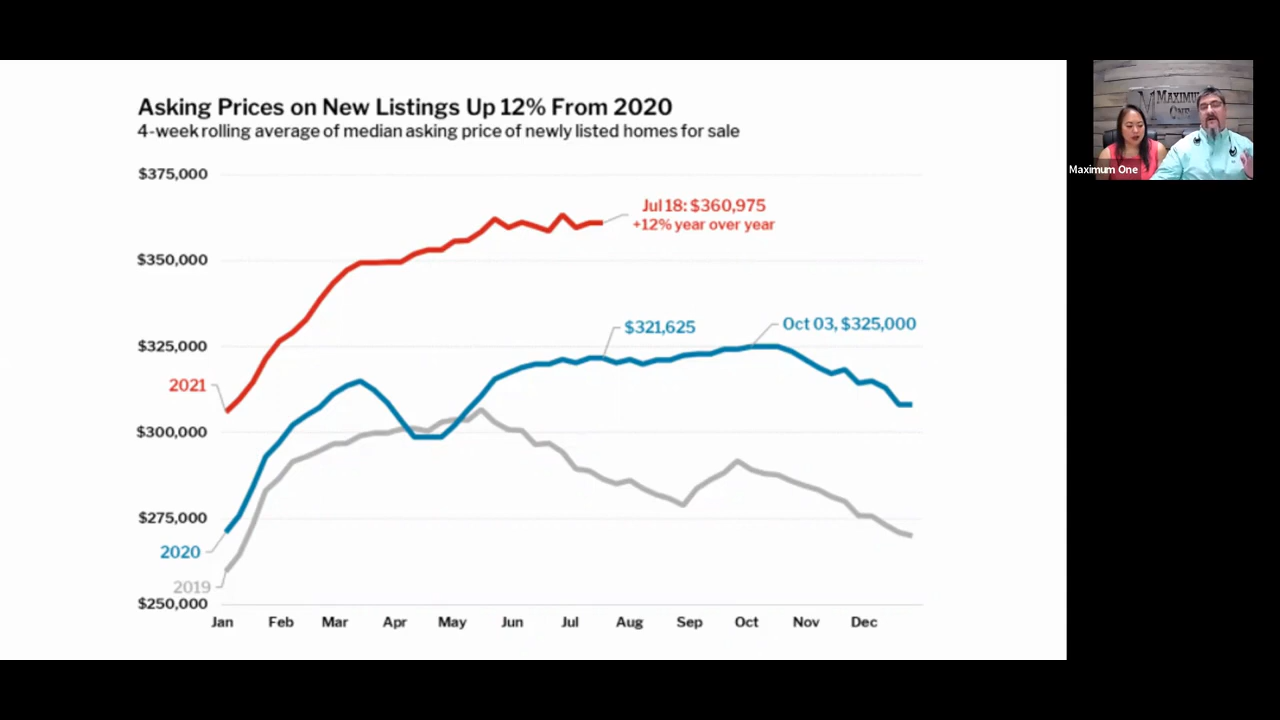 Asking Prices on New Listings Up 12% From 2020
4-week rolling average of median asking price of newly listed homes for sale
$375,000
Jul 18: $360,975
+12% year over year
$350,000
$321,625
Oct 03, $325,000
$325,000
2021
$300,000
$275,000
2020
2019
$250,000
Jan Feb Mar Apr May Jun Jul Aug Sep Oct Nov Dec
MAXIMUM
ONE
Maximum One